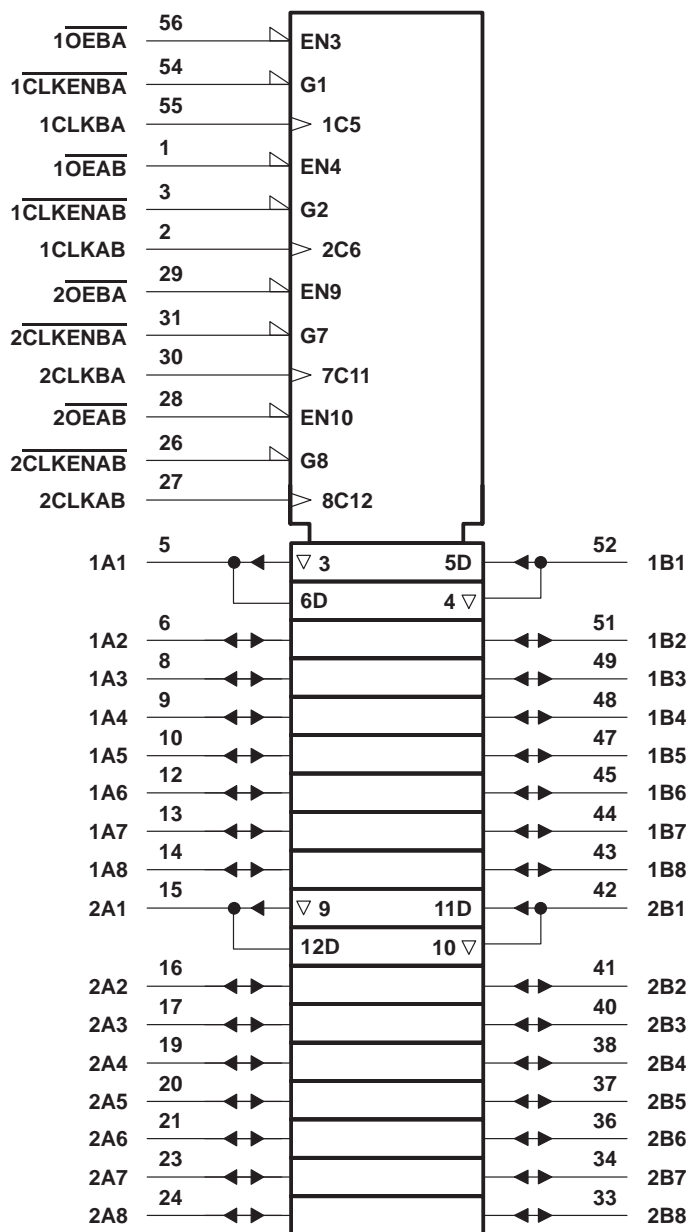 1OEBA 56 EN3
1CLKENBA 54 G1
1CLKBA 55 1C5
1OEAB 1 EN4
1CLKENAB 3 G2
1CLKAB 2 2C6
2OEBA 29 EN9
2CLKENBA 31 G7
2CLKBA 30 7C11
2OEAB 28 EN10
2CLKENAB 26 G8
2CLKAB 27 8C12
1A1 5 ▽ 3 5D 52 1B1
6D 4 ▽
1A2 6 51 1B2
1A3 8 49 1B3
1A4 9 48 1B4
1A5 10 47 1B5
1A6 12 45 1B6
1A7 13 44 1B7
1A8 14 43 1B8
2A1 15 ▽ 9 11D 42 2B1
12D 10 ▽
2A2 16 41 2B2
2A3 17 40 2B3
2A4 19 38 2B4
2A5 20 37 2B5
2A6 21 36 2B6
2A7 23 34 2B7
2A8 24 33 2B8